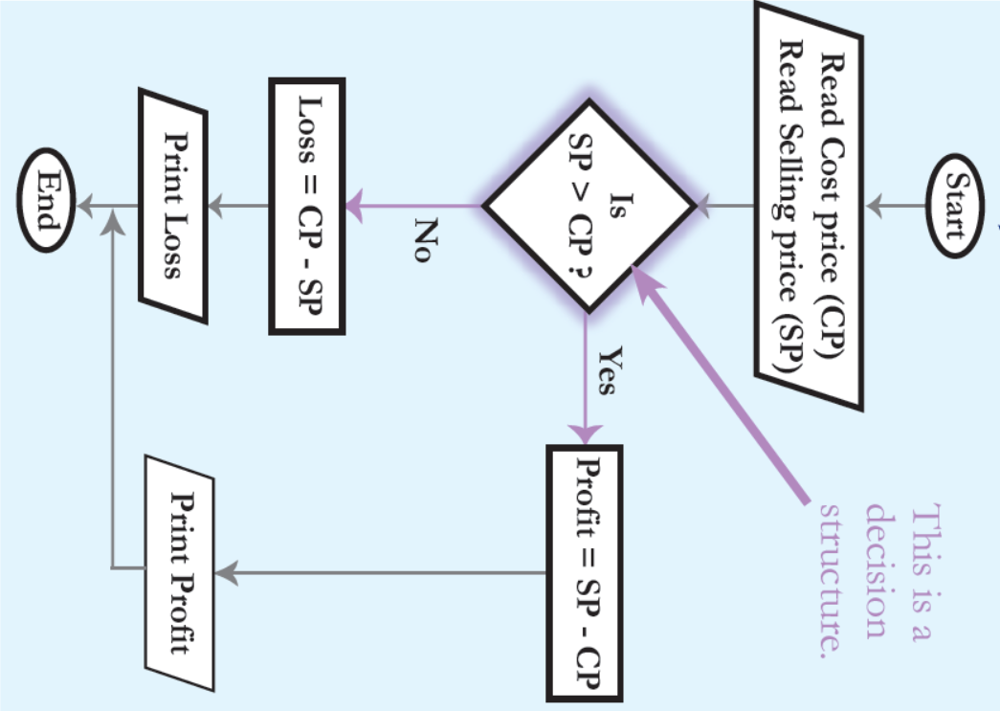 Start
Read Cost price (CP)
Read Selling price (SP)
This is a
decision
structure.
Is
SP > CP ?
Yes
No
Profit = SP - CP
Loss = CP - SP
Print Loss
Print Profit
End